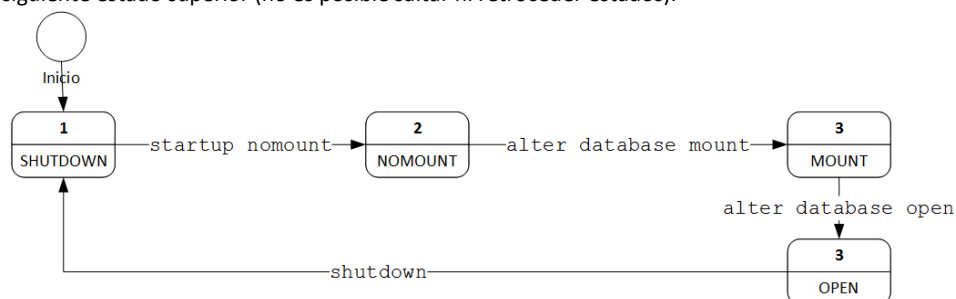 siguiente estado superior (no es posible saltar ni retroceder estados).
Inicio
1
SHUTDOWN
startup nomount
2
NOMOUNT
alter database mount
3
MOUNT
alter database open
3
OPEN
shutdown